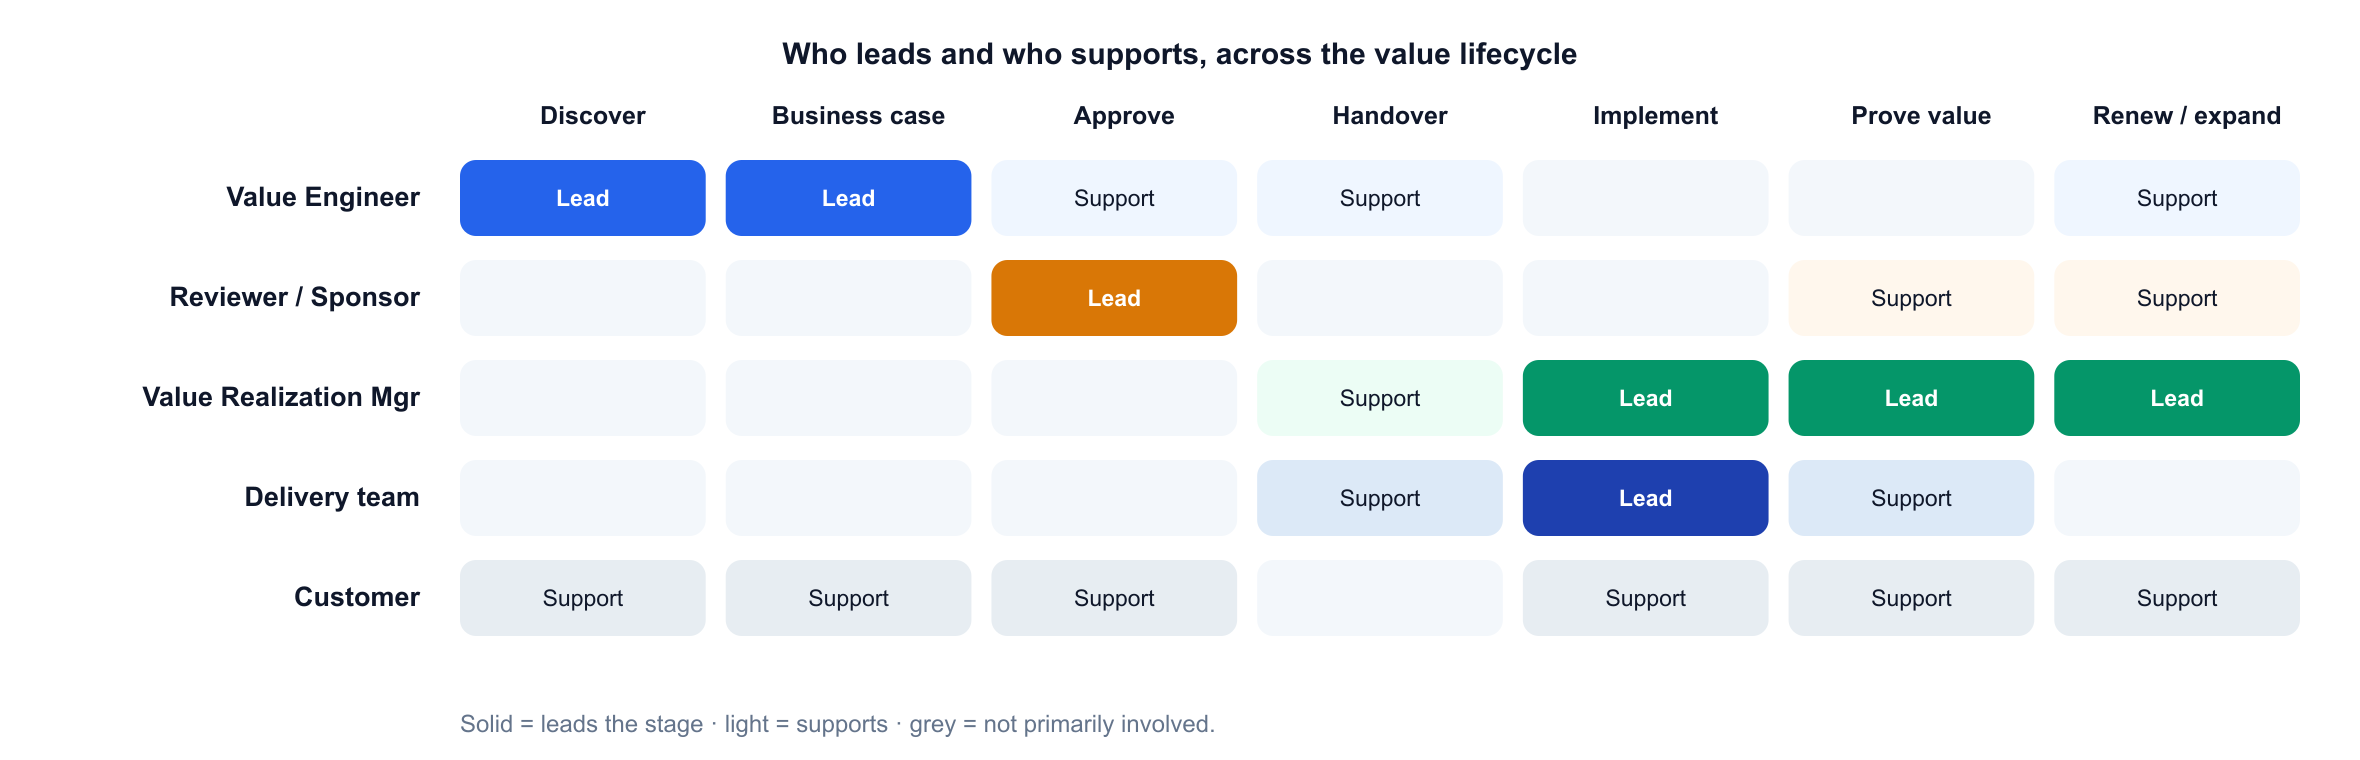 Who leads and who supports, across the value lifecycle
Discover Business case Approve Handover Implement Prove value Renew / expand
Value Engineer Lead Lead Support Support Support
Reviewer / Sponsor Lead Support Support
Value Realization Mgr Support Lead Lead Lead
Delivery team Support Lead Support
Customer Support Support Support Support Support Support
Solid = leads the stage · light = supports · grey = not primarily involved.